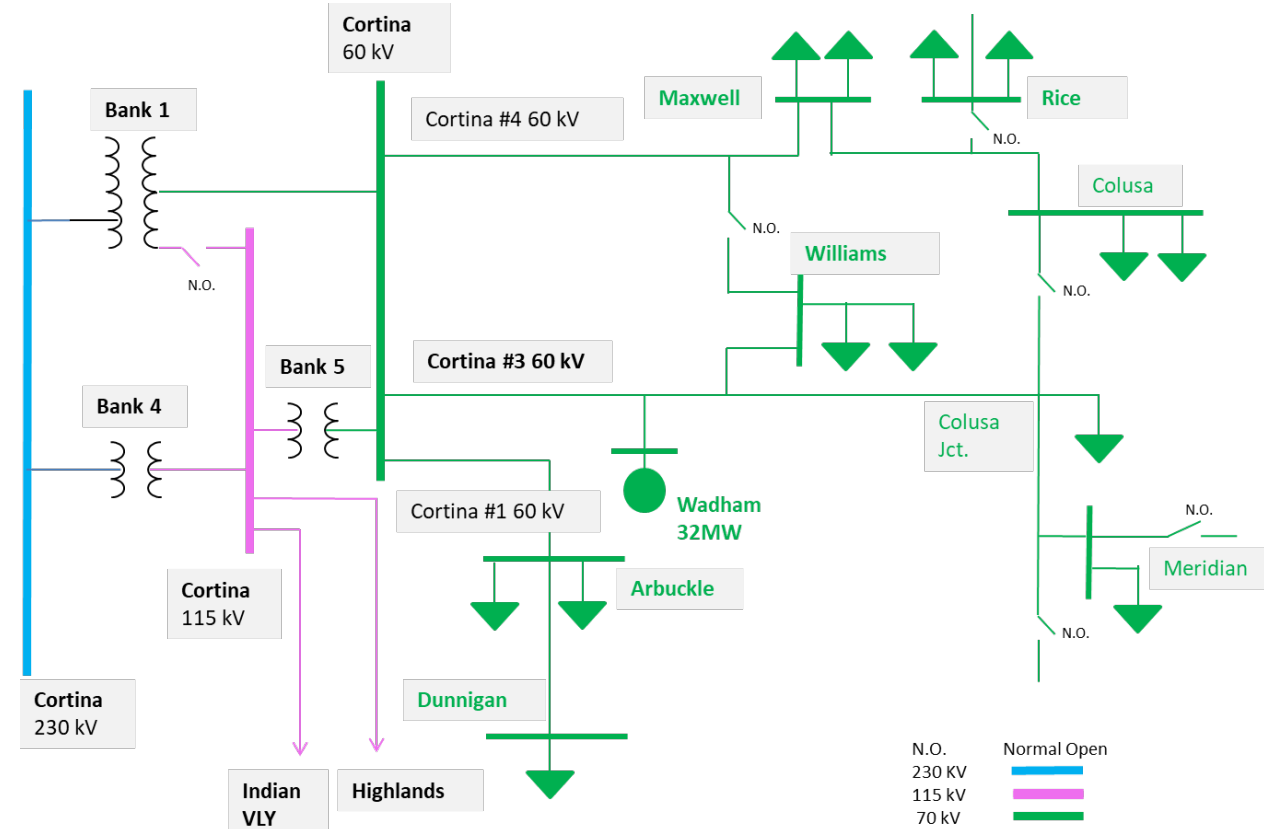 Cortina
60 kV
Bank 1
Cortina #4 60 kV
Maxwell
Rice
N.O.
Colusa
N.O.
Williams
N.O.
N.O.
Bank 5
Cortina #3 60 kV
Bank 4
Colusa
Jct.
Cortina #1 60 kV
Wadham
32MW
N.O.
Meridian
Cortina
115 kV
Arbuckle
N.O.
Cortina
230 kV
Dunnigan
Indian
VLY
Highlands
N.O. Normal Open
230 KV
115 kV
70 kV